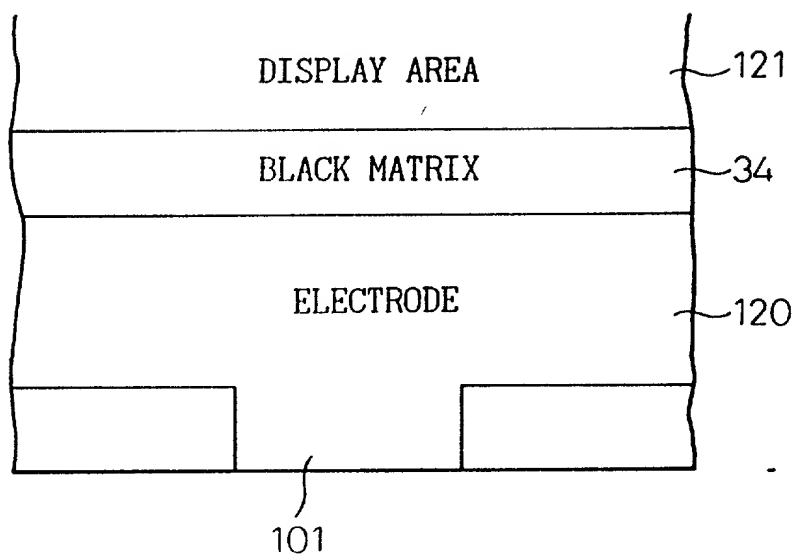 DISPLAY AREA
121
BLACK MATRIX
34
ELECTRODE
120
101